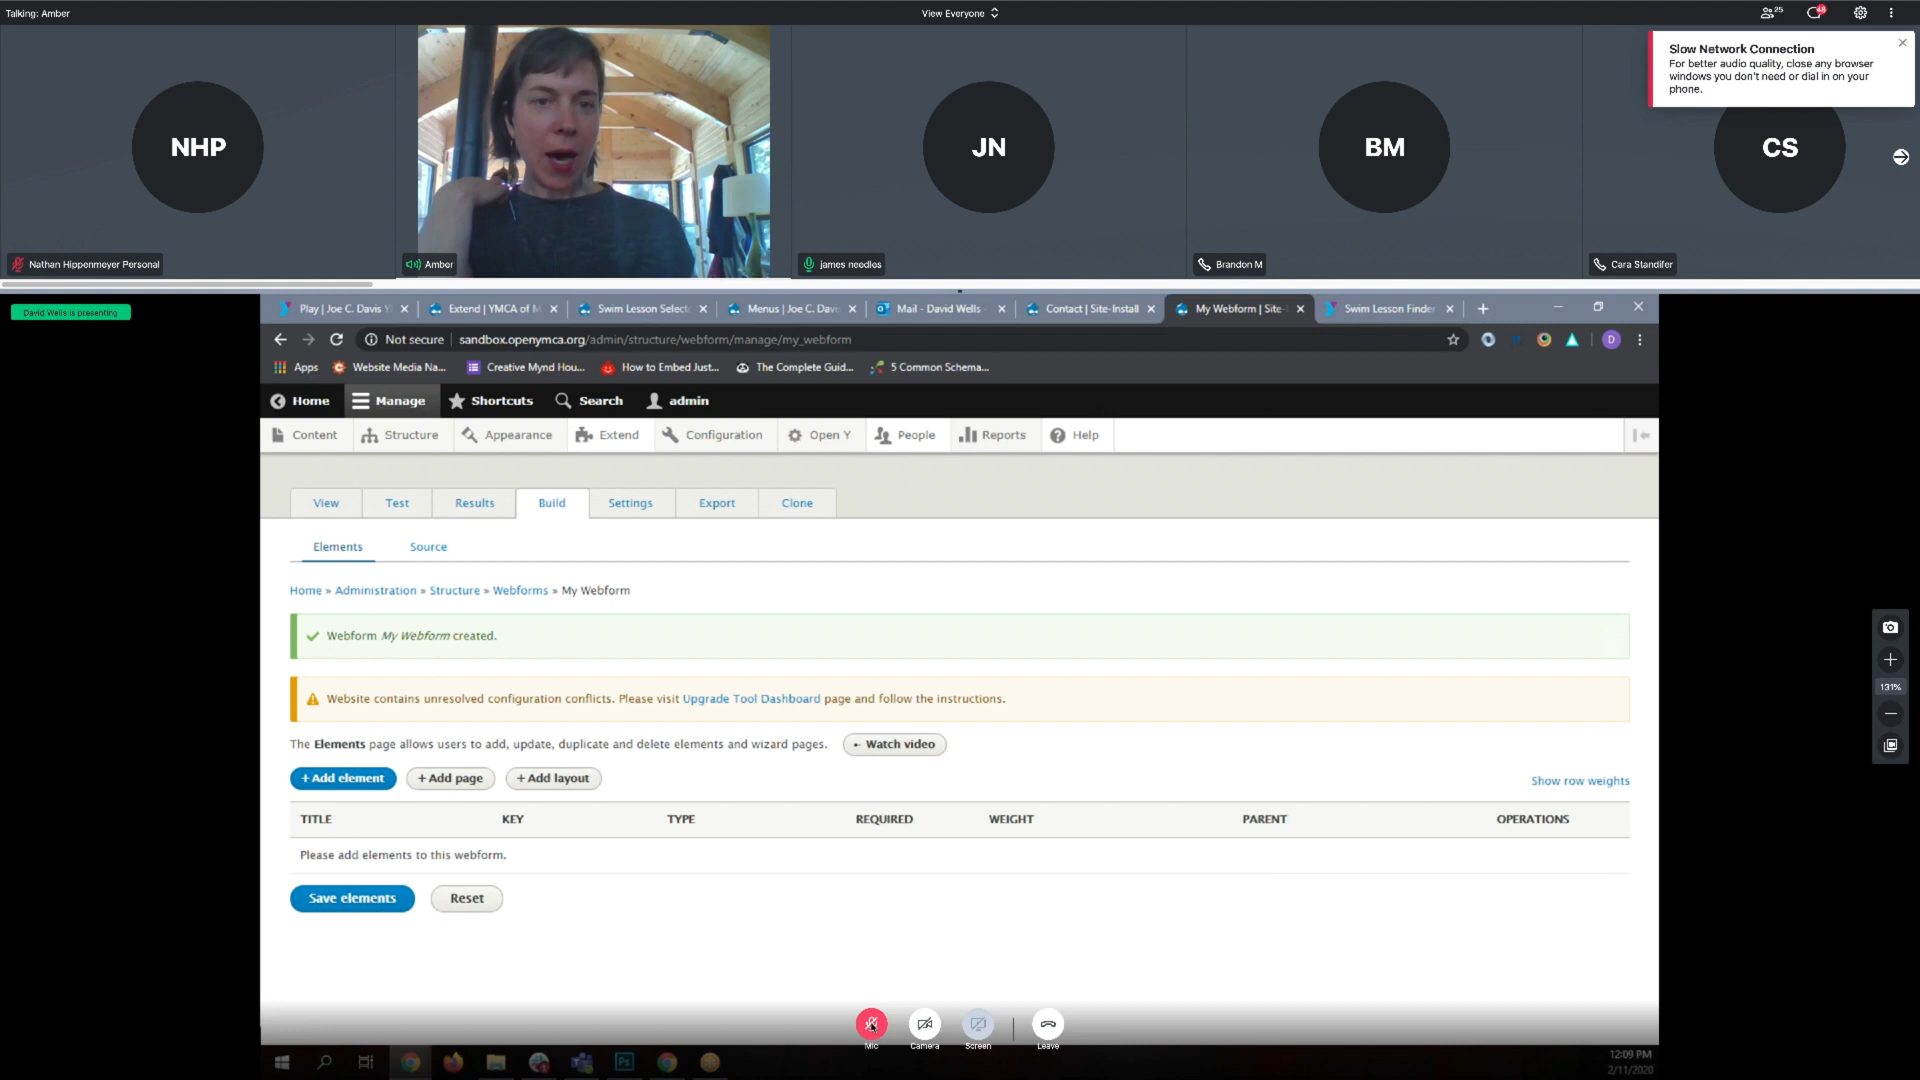 Talking: Amber
View Everyone
25
48
Slow Network Connection
For better audio quality, close any browser
windows you don't need or dial in on your
phone.
NHP
JN
BM
CS
Nathan Hippenmeyer Personal
Amber
james needles
Brandon M
Cara Standifer
David Wells is presenting
Play | Joe C. Davis Y
Extend | YMCA of M
Swim Lesson Select
Menus | Joe C. Davi
Mail - David Wells -
Contact | Site-Install
My Webform | Site-
Swim Lesson Finder
Not secure
sandbox.openymca.org/admin/structure/webform/manage/my_webform
D
Apps
Website Media Na...
Creative Mynd Hou...
How to Embed Just...
The Complete Guid...
5 Common Schema...
Home
Manage
Shortcuts
Search
admin
Content
Structure
Appearance
Extend
Configuration
Open Y
People
Reports
Help
View
Test
Results
Build
Settings
Export
Clone
Elements
Source
Home » Administration » Structure » Webforms » My Webform
Webform My Webform created.
Website contains unresolved configuration conflicts. Please visit Upgrade Tool Dashboard page and follow the instructions.
The Elements page allows users to add, update, duplicate and delete elements and wizard pages.
Watch video
+ Add element
+ Add page
+ Add layout
Show row weights
TITLE
KEY
TYPE
REQUIRED
WEIGHT
PARENT
OPERATIONS
Please add elements to this webform.
Save elements
Reset
131%
Mic
Camera
Screen
Leave
Ps
12:09 PM
2/11/2020